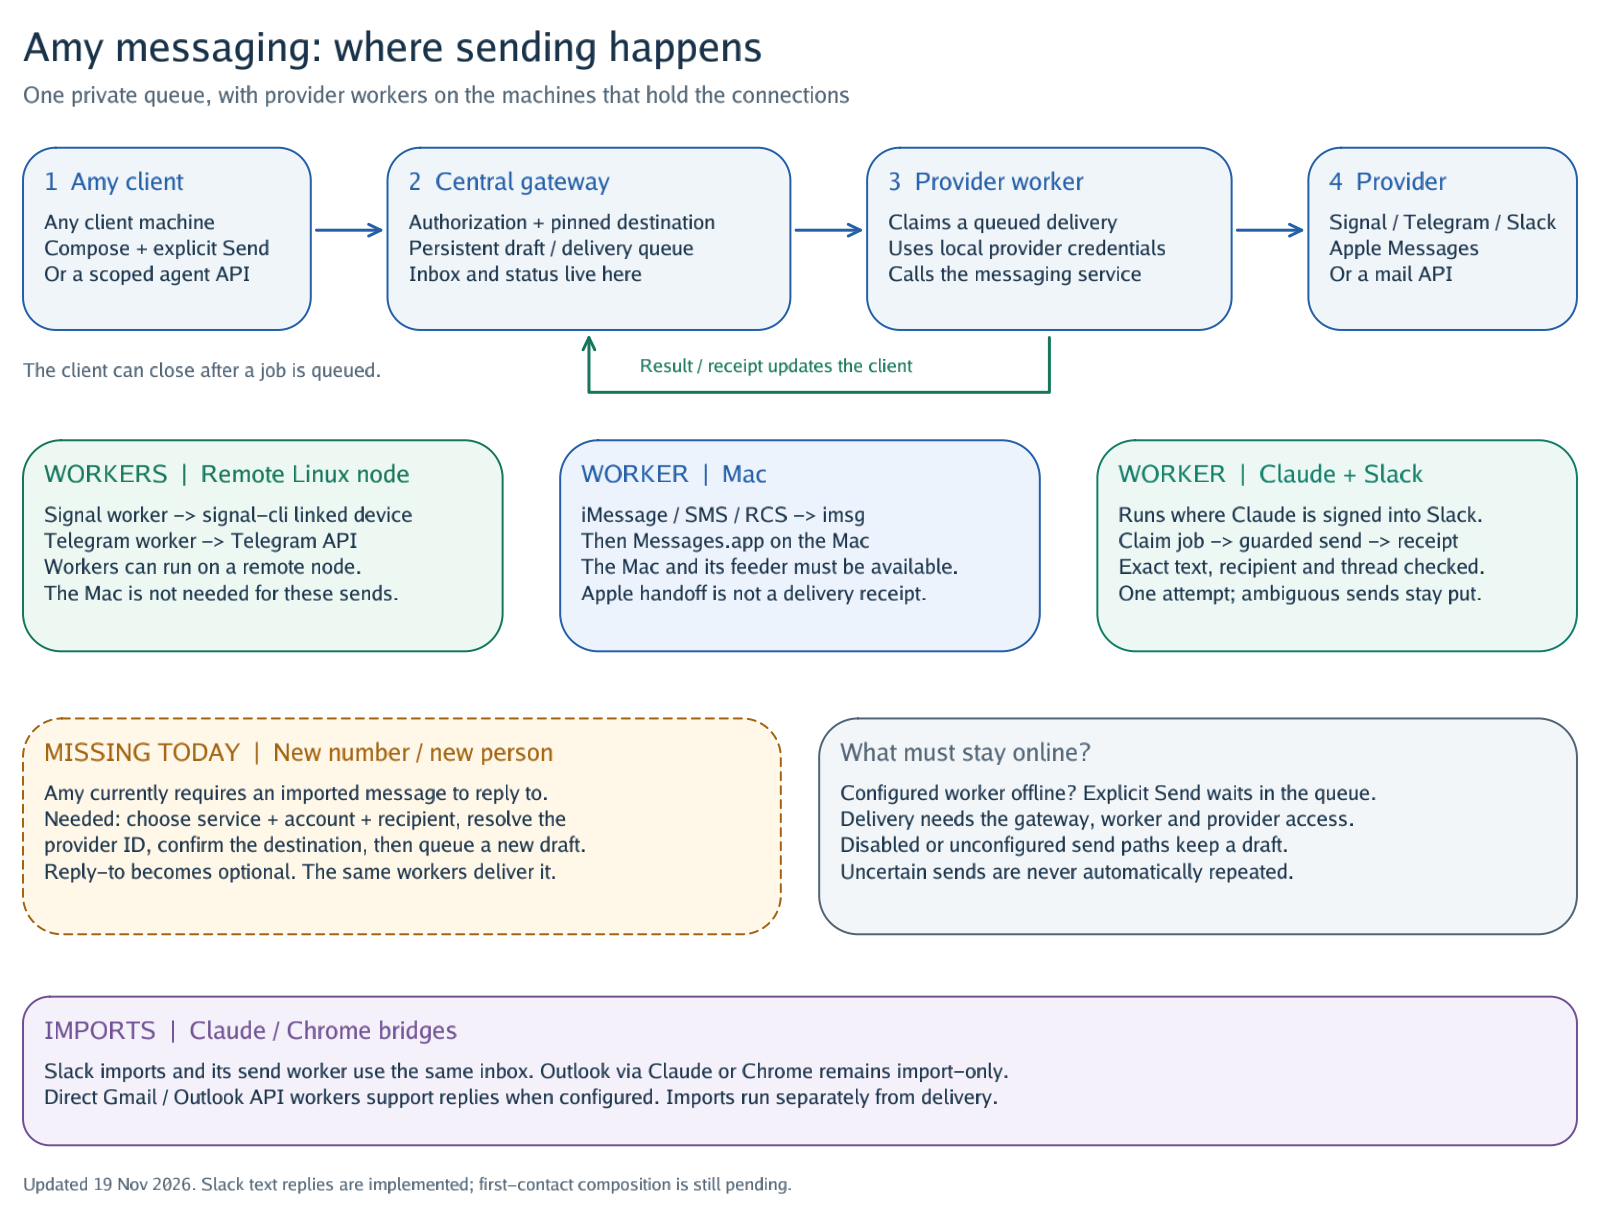 Amy messaging: where sending happens
One private queue, with provider workers on the machines that hold the connections
1 Amy client
Any client machine
Compose + explicit Send
Or a scoped agent API
2 Central gateway
Authorization + pinned destination
Persistent draft / delivery queue
Inbox and status live here
3 Provider worker
Claims a queued delivery
Uses local provider credentials
Calls the messaging service
4 Provider
Signal / Telegram / Slack
Apple Messages
Or a mail API
The client can close after a job is queued.
Result / receipt updates the client
WORKERS | Remote Linux node
Signal worker -> signal-cli linked device
Telegram worker -> Telegram API
Workers can run on a remote node.
The Mac is not needed for these sends.
WORKER | Mac
iMessage / SMS / RCS -> imsg
Then Messages.app on the Mac
The Mac and its feeder must be available.
Apple handoff is not a delivery receipt.
WORKER | Claude + Slack
Runs where Claude is signed into Slack.
Claim job -> guarded send -> receipt
Exact text, recipient and thread checked.
One attempt; ambiguous sends stay put.
MISSING TODAY | New number / new person
Amy currently requires an imported message to reply to.
Needed: choose service + account + recipient, resolve the
provider ID, confirm the destination, then queue a new draft.
Reply-to becomes optional. The same workers deliver it.
What must stay online?
Configured worker offline? Explicit Send waits in the queue.
Delivery needs the gateway, worker and provider access.
Disabled or unconfigured send paths keep a draft.
Uncertain sends are never automatically repeated.
IMPORTS | Claude / Chrome bridges
Slack imports and its send worker use the same inbox. Outlook via Claude or Chrome remains import-only.
Direct Gmail / Outlook API workers support replies when configured. Imports run separately from delivery.
Updated 19 Nov 2026. Slack text replies are implemented; first-contact composition is still pending.